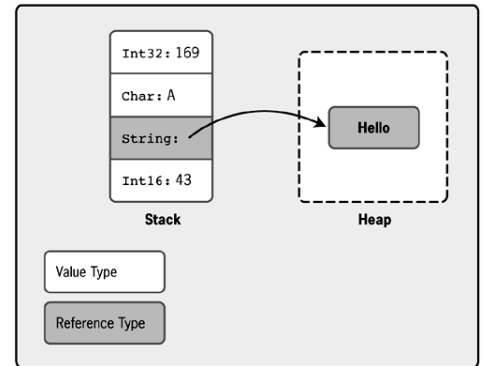 Int32: 169
Char: A
String:
Int16: 43
Hello
Stack
Heap
Value Type
Reference Type